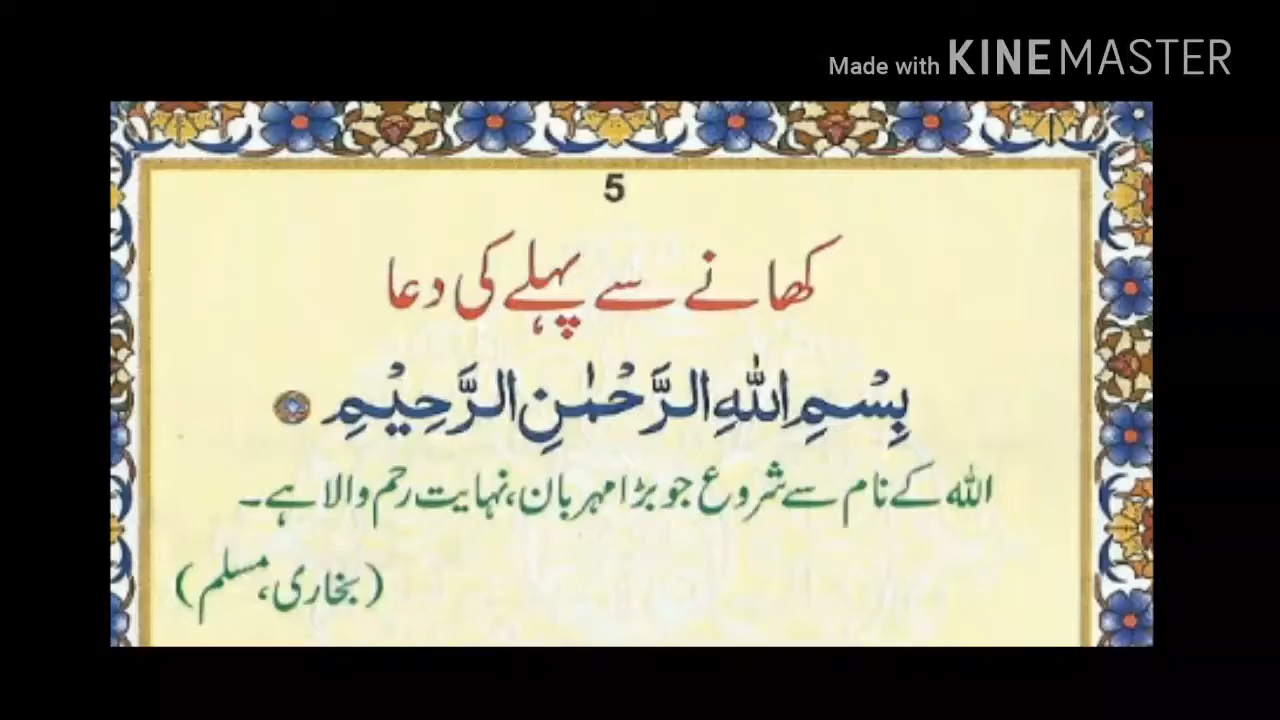 Made with KINEMASTER
5
کھانے سے پہلے کی دعا
بِسْمِ اللهِ الرَّحْمٰنِ الرَّحِيْمِ
اللہ کے نام سے شروع جو بڑا مہربان، نہایت رحم والا ہے۔
(بخاری، مسلم)